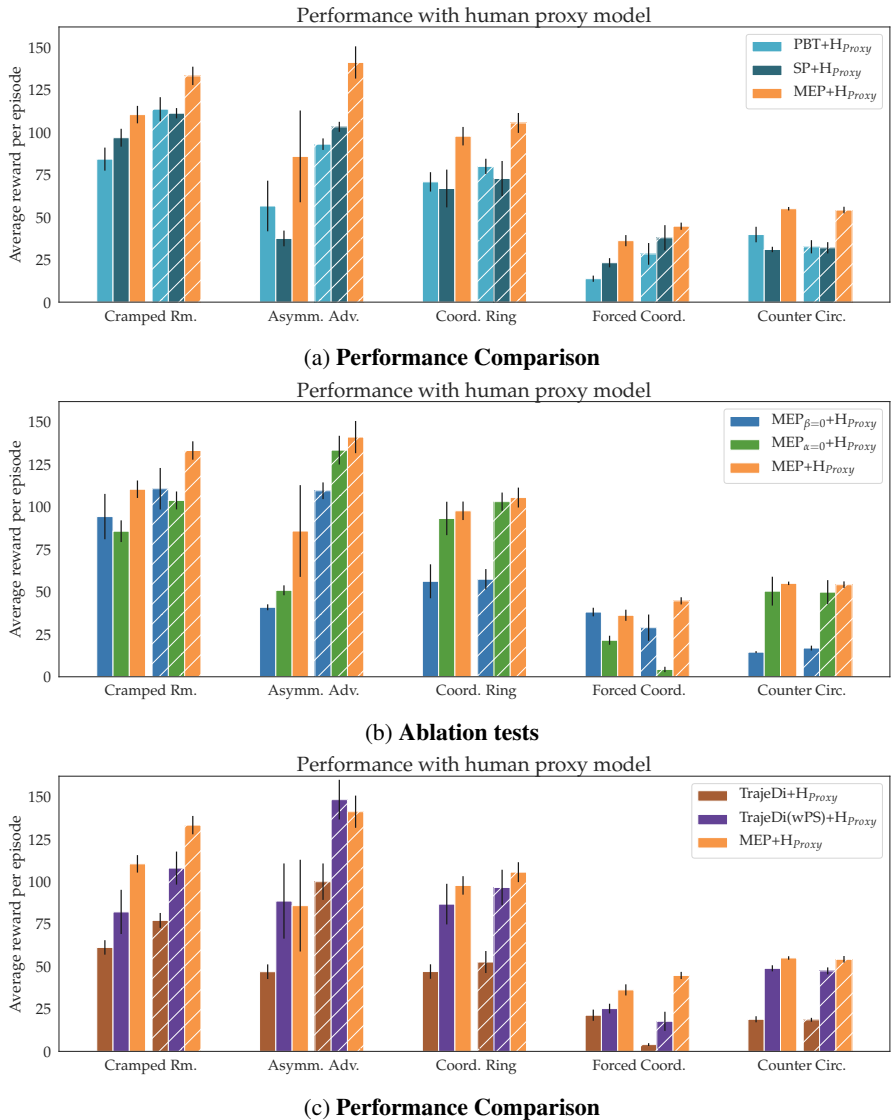 Performance with human proxy model
Average reward per episode
150
125
100
75
50
25
0
PBT+H_Proxy
SP+H_Proxy
MEP+H_Proxy
Cramped Rm.
Asymm. Adv.
Coord. Ring
Forced Coord.
Counter Circ.
(a) Performance Comparison
Performance with human proxy model
Average reward per episode
150
125
100
75
50
25
0
MEP_β=0+H_Proxy
MEP_α=0+H_Proxy
MEP+H_Proxy
Cramped Rm.
Asymm. Adv.
Coord. Ring
Forced Coord.
Counter Circ.
(b) Ablation tests
Performance with human proxy model
Average reward per episode
150
125
100
75
50
25
0
TrajeDi+H_Proxy
TrajeDi(wPS)+H_Proxy
MEP+H_Proxy
Cramped Rm.
Asymm. Adv.
Coord. Ring
Forced Coord.
Counter Circ.
(c) Performance Comparison